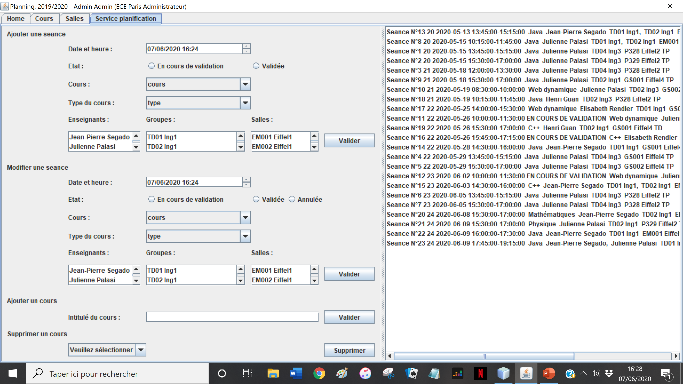 Planning: 2019/2020 - Admin Admin (ECE Paris Administrateur)
Home Cours Salles Service planification
Ajouter une seance
Date et heure : 07/06/2020 16:24
Etat : En cours de validation Validée
Cours : cours
Type du cours : type
Enseignants : Groupes : Salles :
Jean-Pierre Segado TD01 Ing1 EM001 Eiffel1
Julienne Palasi TD02 Ing1 EM002 Eiffel1
Valider
Modifier une seance
Date et heure : 07/06/2020 16:24
Etat : En cours de validation Validée Annulée
Cours : cours
Type du cours : type
Enseignants : Groupes : Salles :
Jean-Pierre Segado TD01 Ing1 EM001 Eiffel1
Julienne Palasi TD02 Ing1 EM002 Eiffel1
Valider
Ajouter un cours
Intitulé du cours :
Valider
Supprimer un cours
Veuillez sélectionner
Supprimer
Seance N°13 20 2020-05-13 13:45:00-15:15:00 Java Jean-Pierre Segado TD01 Ing1, TD02 Ing1
Seance N°8 20 2020-05-15 10:15:00-11:45:00 Java Julienne Palasi TD01 Ing1, TD02 Ing1 EM001
Seance N°1 20 2020-05-15 13:45:00-15:15:00 Java Julienne Palasi TD04 Ing3 P328 Eiffel2 TP
Seance N°2 20 2020-05-15 15:30:00-17:00:00 Java Julienne Palasi TD04 Ing3 P329 Eiffel2 TP
Seance N°3 21 2020-05-18 12:00:00-13:30:00 Java Julienne Palasi TD04 Ing3 P328 Eiffel2 TP
Seance N°9 21 2020-05-18 15:30:00-17:00:00 Java Julienne Palasi TD02 Ing1 GS001 Eiffel4 TP
Seance N°10 21 2020-05-19 08:30:00-10:00:00 Web dynamique Julienne Palasi TD02 Ing3
Seance N°18 21 2020-05-19 10:15:00-11:45:00 Java Henri Guan TD02 Ing3 P328 Eiffel2 TP
Seance N°17 22 2020-05-25 14:00:00-15:30:00 Web dynamique Elisabeth Rendler TD01 Ing1
Seance N°11 22 2020-05-26 10:00:00-11:30:00 EN COURS DE VALIDATION Web dynamique
Seance N°19 22 2020-05-26 15:30:00-17:00:00 C++ Henri Guan TD02 Ing1 GS001 Eiffel4 TD
Seance N°16 22 2020-05-26 15:45:00-17:15:00 EN COURS DE VALIDATION C++ Elisabeth Rendler
Seance N°14 22 2020-05-28 14:30:00-16:00:00 Java Jean-Pierre Segado TD01 Ing1 GS001
Seance N°4 22 2020-05-29 13:45:00-15:15:00 Java Julienne Palasi TD04 Ing3 GS001 Eiffel4 TP
Seance N°5 22 2020-05-29 15:30:00-17:00:00 Java Julienne Palasi TD04 Ing3 GS002 Eiffel4 TP
Seance N°12 23 2020-06-02 10:00:00-11:30:00 EN COURS DE VALIDATION Web dynamique
Seance N°15 23 2020-06-03 14:30:00-16:00:00 C++ Jean-Pierre Segado TD01 Ing1, TD02 Ing1
Seance N°6 23 2020-06-05 13:45:00-15:15:00 Java Julienne Palasi TD04 Ing3 P328 Eiffel2 TP
Seance N°7 23 2020-06-05 15:30:00-17:00:00 Java Julienne Palasi TD04 Ing3 P328 Eiffel2 TP
Seance N°20 24 2020-06-08 15:30:00-17:00:00 Mathématiques Jean-Pierre Segado TD02 Ing1
Seance N°21 24 2020-06-09 15:30:00-17:00:00 Physique Julienne Palasi TD02 Ing1 P329 Eiffel2
Seance N°22 24 2020-06-09 16:00:00-17:30:00 Java Jean-Pierre Segado TD01 Ing1 EM001 Eiffel1
Seance N°23 24 2020-06-09 17:45:00-19:15:00 Java Jean-Pierre Segado, Julienne Palasi TD01
Taper ici pour rechercher
16:28
07/06/2020